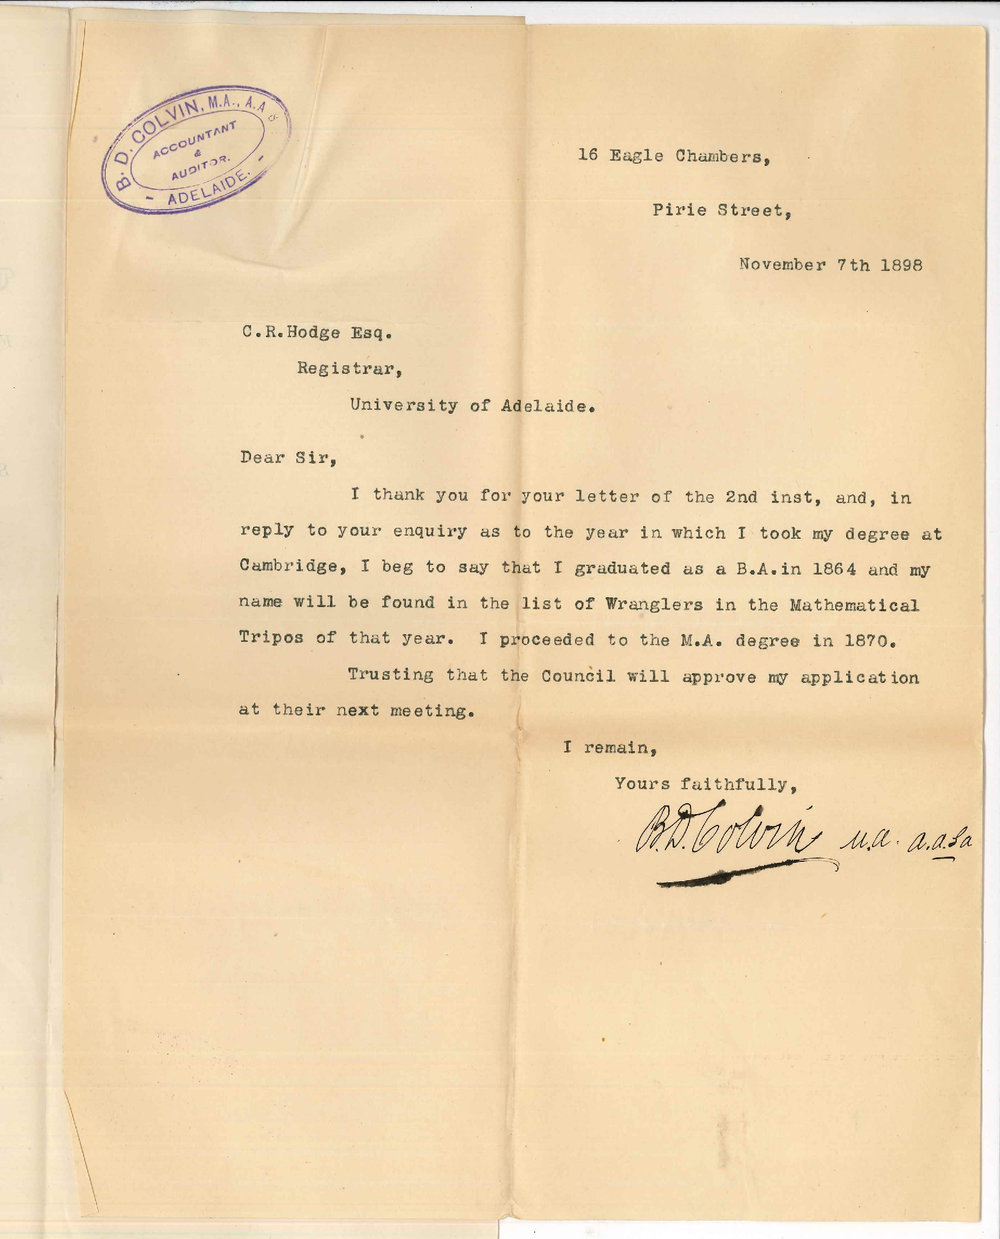 B. D. COLVIN, M.A., A.A
ACCOUNTANT
&
AUDITOR.
- ADELAIDE. -
16 Eagle Chambers,
Pirie Street,
November 7th 1898
C.R.Hodge Esq.
Registrar,
University of Adelaide.
Dear Sir,
I thank you for your letter of the 2nd inst, and, in
reply to your enquiry as to the year in which I took my degree at
Cambridge, I beg to say that I graduated as a B.A.in 1864 and my
name will be found in the list of Wranglers in the Mathematical
Tripos of that year. I proceeded to the M.A. degree in 1870.
Trusting that the Council will approve my application
at their next meeting.
I remain,
Yours faithfully,
B.D. Colvin M.A. A.A.S.A